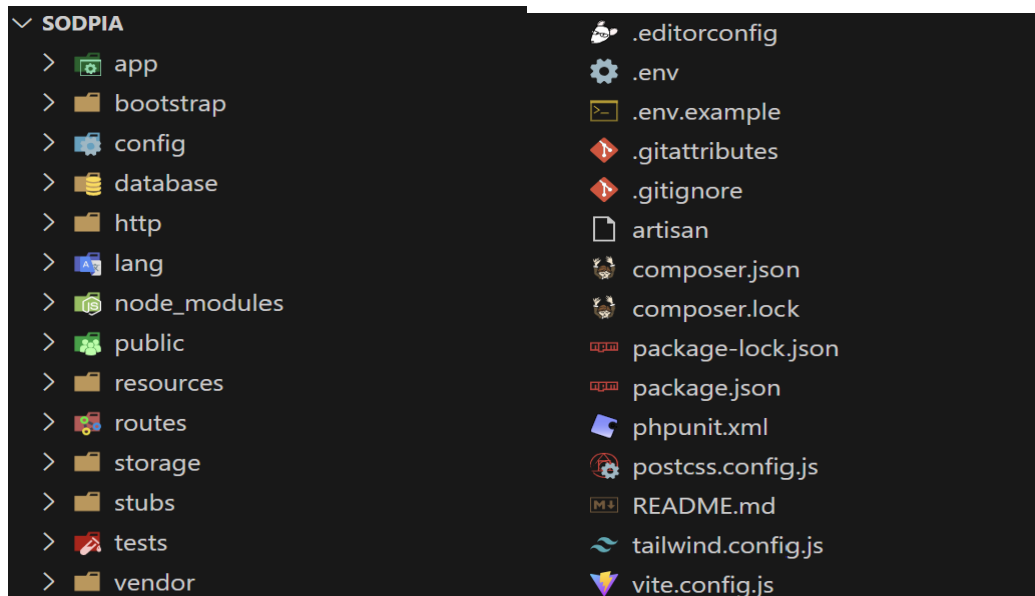 SODPIA
app
bootstrap
config
database
http
lang
node_modules
public
resources
routes
storage
stubs
tests
vendor
.editorconfig
.env
.env.example
.gitattributes
.gitignore
artisan
composer.json
composer.lock
package-lock.json
package.json
phpunit.xml
postcss.config.js
README.md
tailwind.config.js
vite.config.js